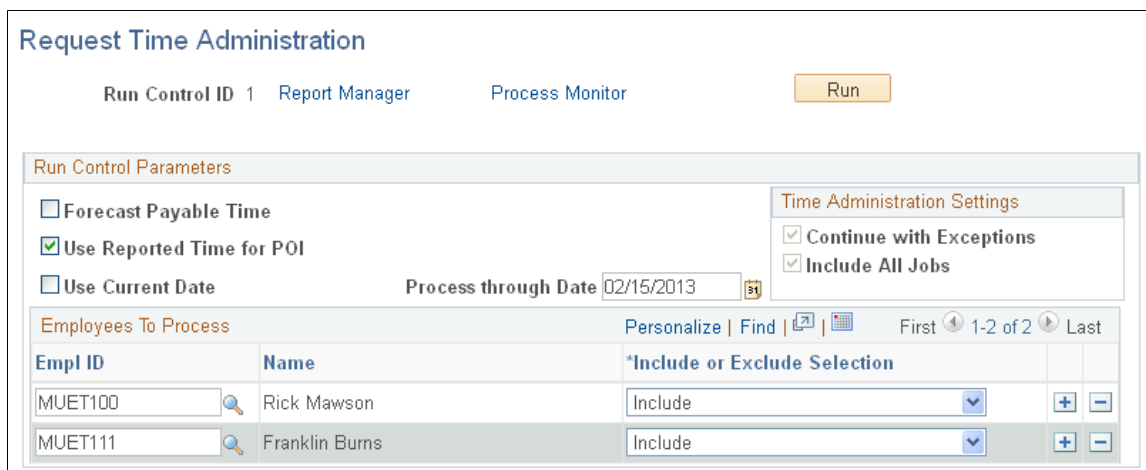 Request Time Administration
Run Control ID 1 Report Manager Process Monitor Run
Run Control Parameters
Forecast Payable Time
Use Reported Time for POI
Use Current Date
Process through Date 02/15/2013 31
Time Administration Settings
Continue with Exceptions
Include All Jobs
Employees To Process Personalize | Find | | First 1-2 of 2 Last
Empl ID Name *Include or Exclude Selection
MUET100 Rick Mawson Include + -
MUET111 Franklin Burns Include + -